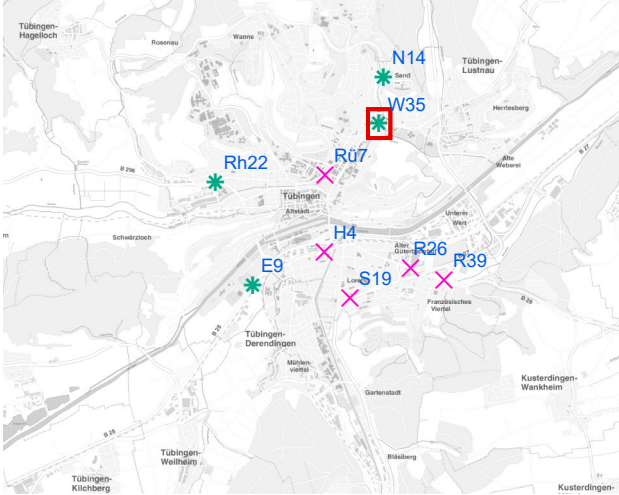 Tübingen-
Hagelloch
Rosenau
Wanne
N14
Sand
Tübingen-
Lustnau
W35
Herrlesberg
B 27
Rh22
Rü7
Alte
Weberei
B 296
Tübingen
Altstadt
Unterer
Wert
Schwärzloch
H4
Alter
R26
R39
E9
S19
B 28
Französisches
Viertel
B 28
Tübingen-
Derendingen
Mühlen-
viertel
Gartenstadt
Kusterdingen-
Wankheim
B 28
Bläsiberg
Tübingen-
Weilheim
Tübingen-
Kilchberg
Kusterdingen-